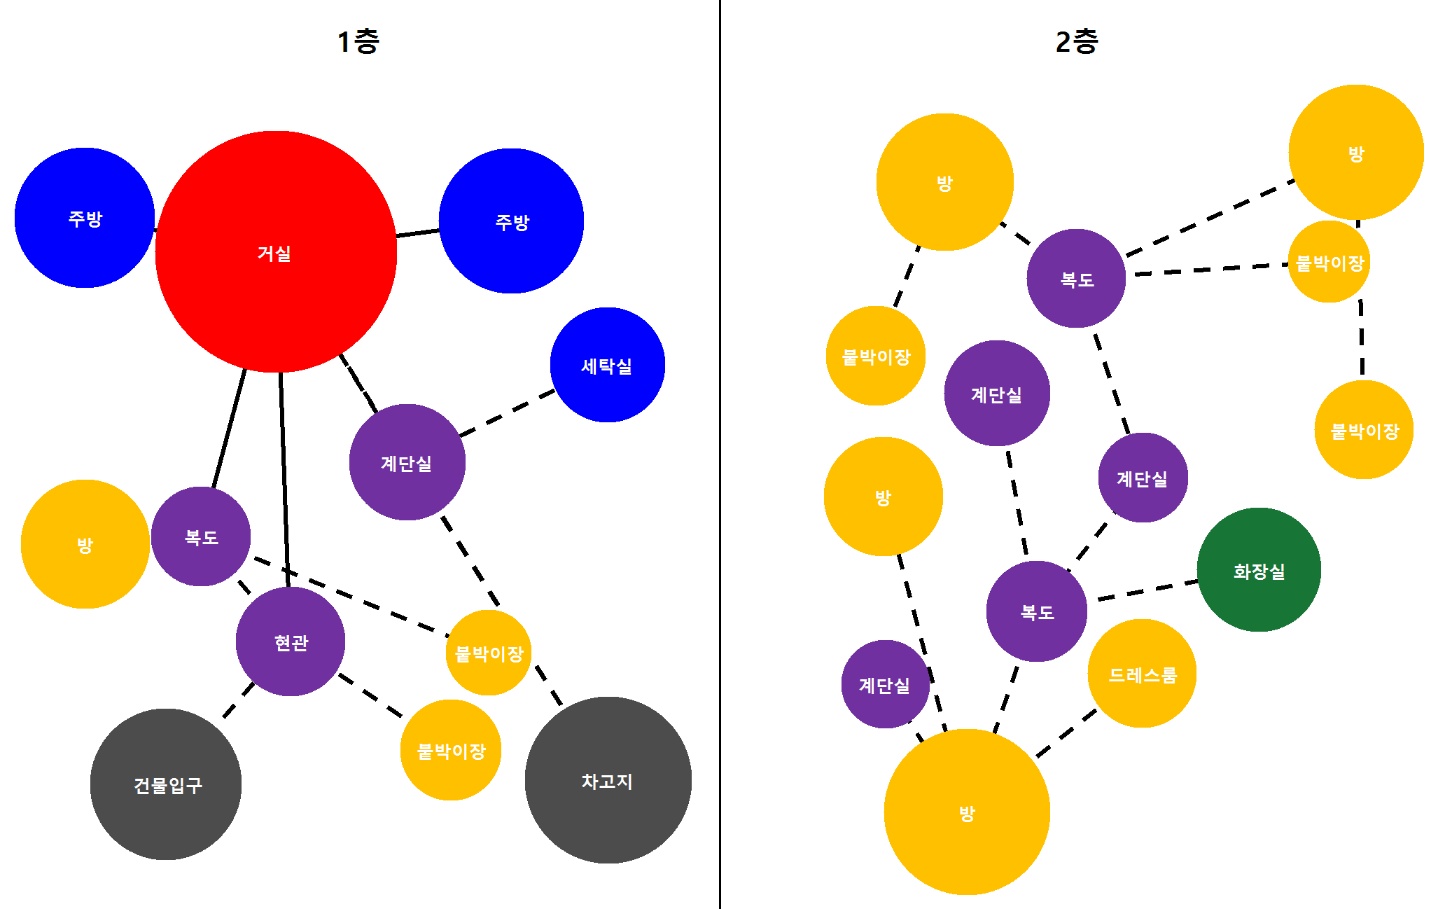 1층
주방
거실
주방
세탁실
계단실
복도
방
현관
붙박이장
붙박이장
건물입구
차고지
2층
방
방
붙박이장
복도
붙박이장
계단실
붙박이장
계단실
방
화장실
복도
드레스룸
계단실
방